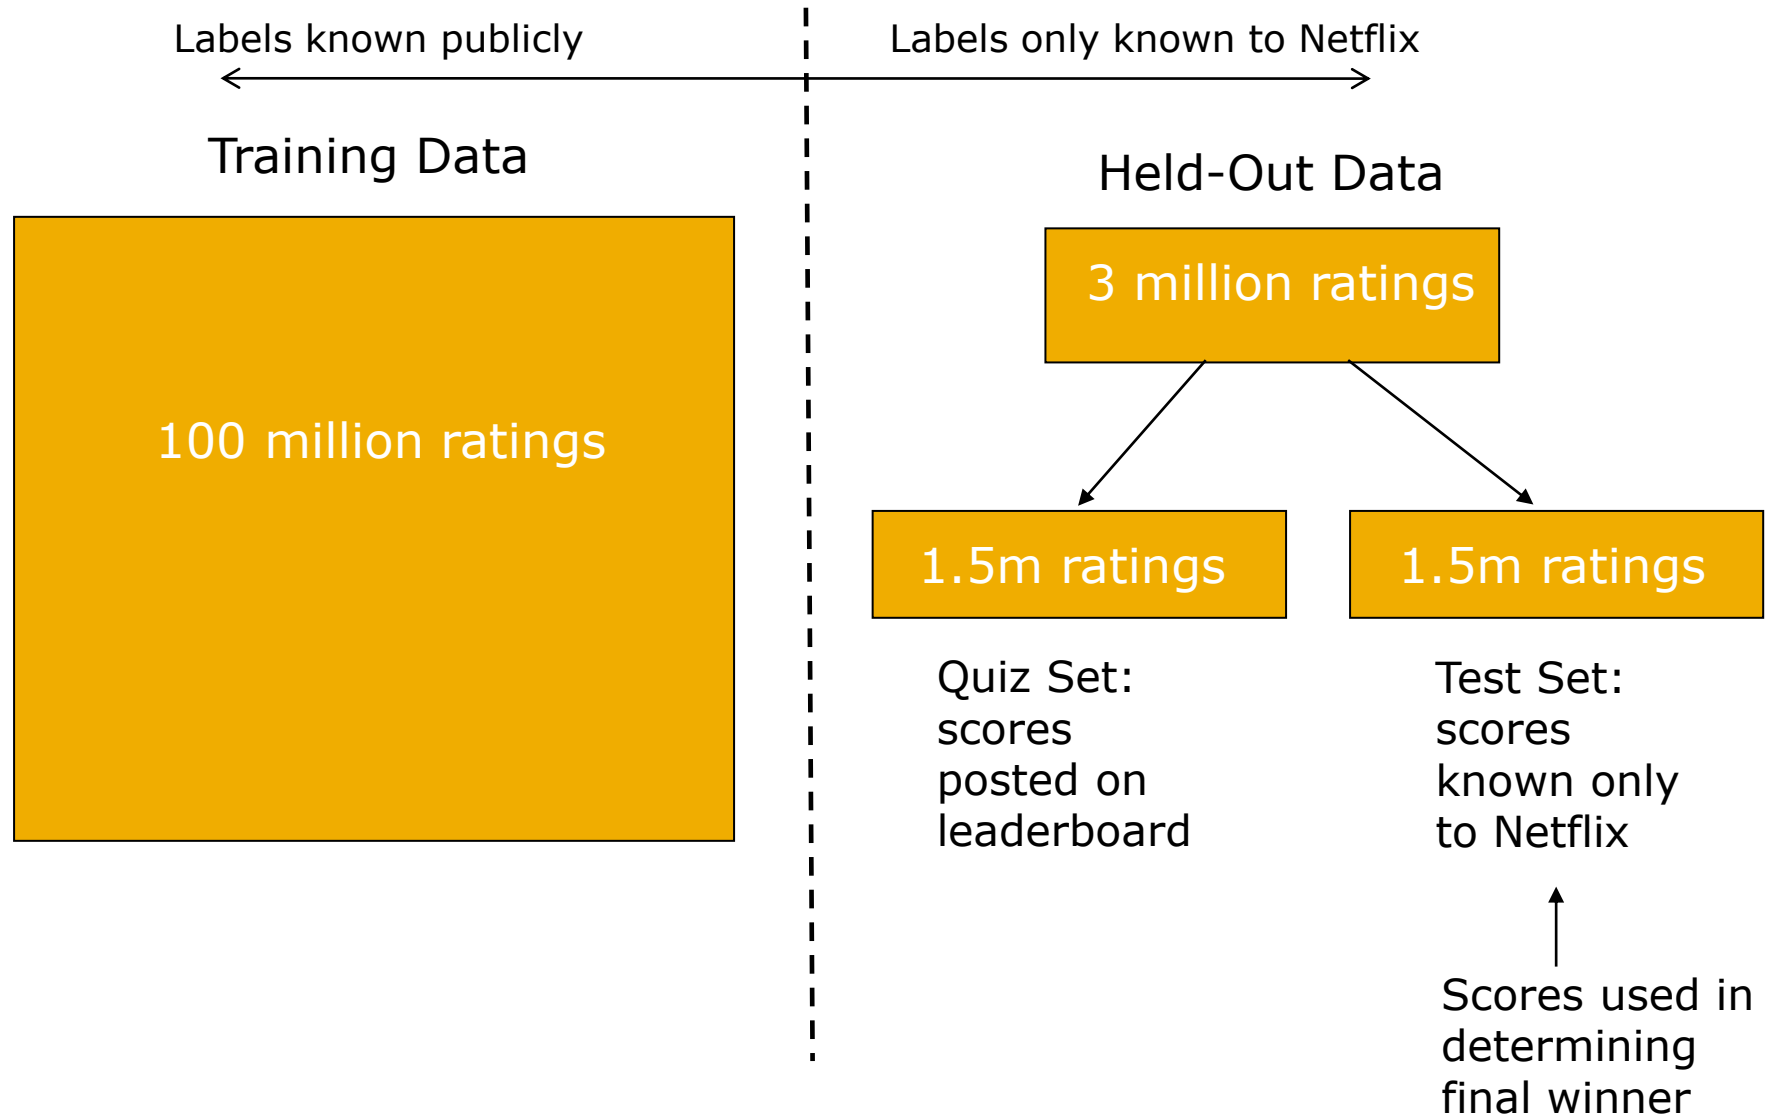 Labels known publicly
Labels only known to Netflix
Training Data
Held-Out Data
100 million ratings
3 million ratings
1.5m ratings
1.5m ratings
Quiz Set:
scores
posted on
leaderboard
Test Set:
scores
known only
to Netflix
Scores used in
determining
final winner